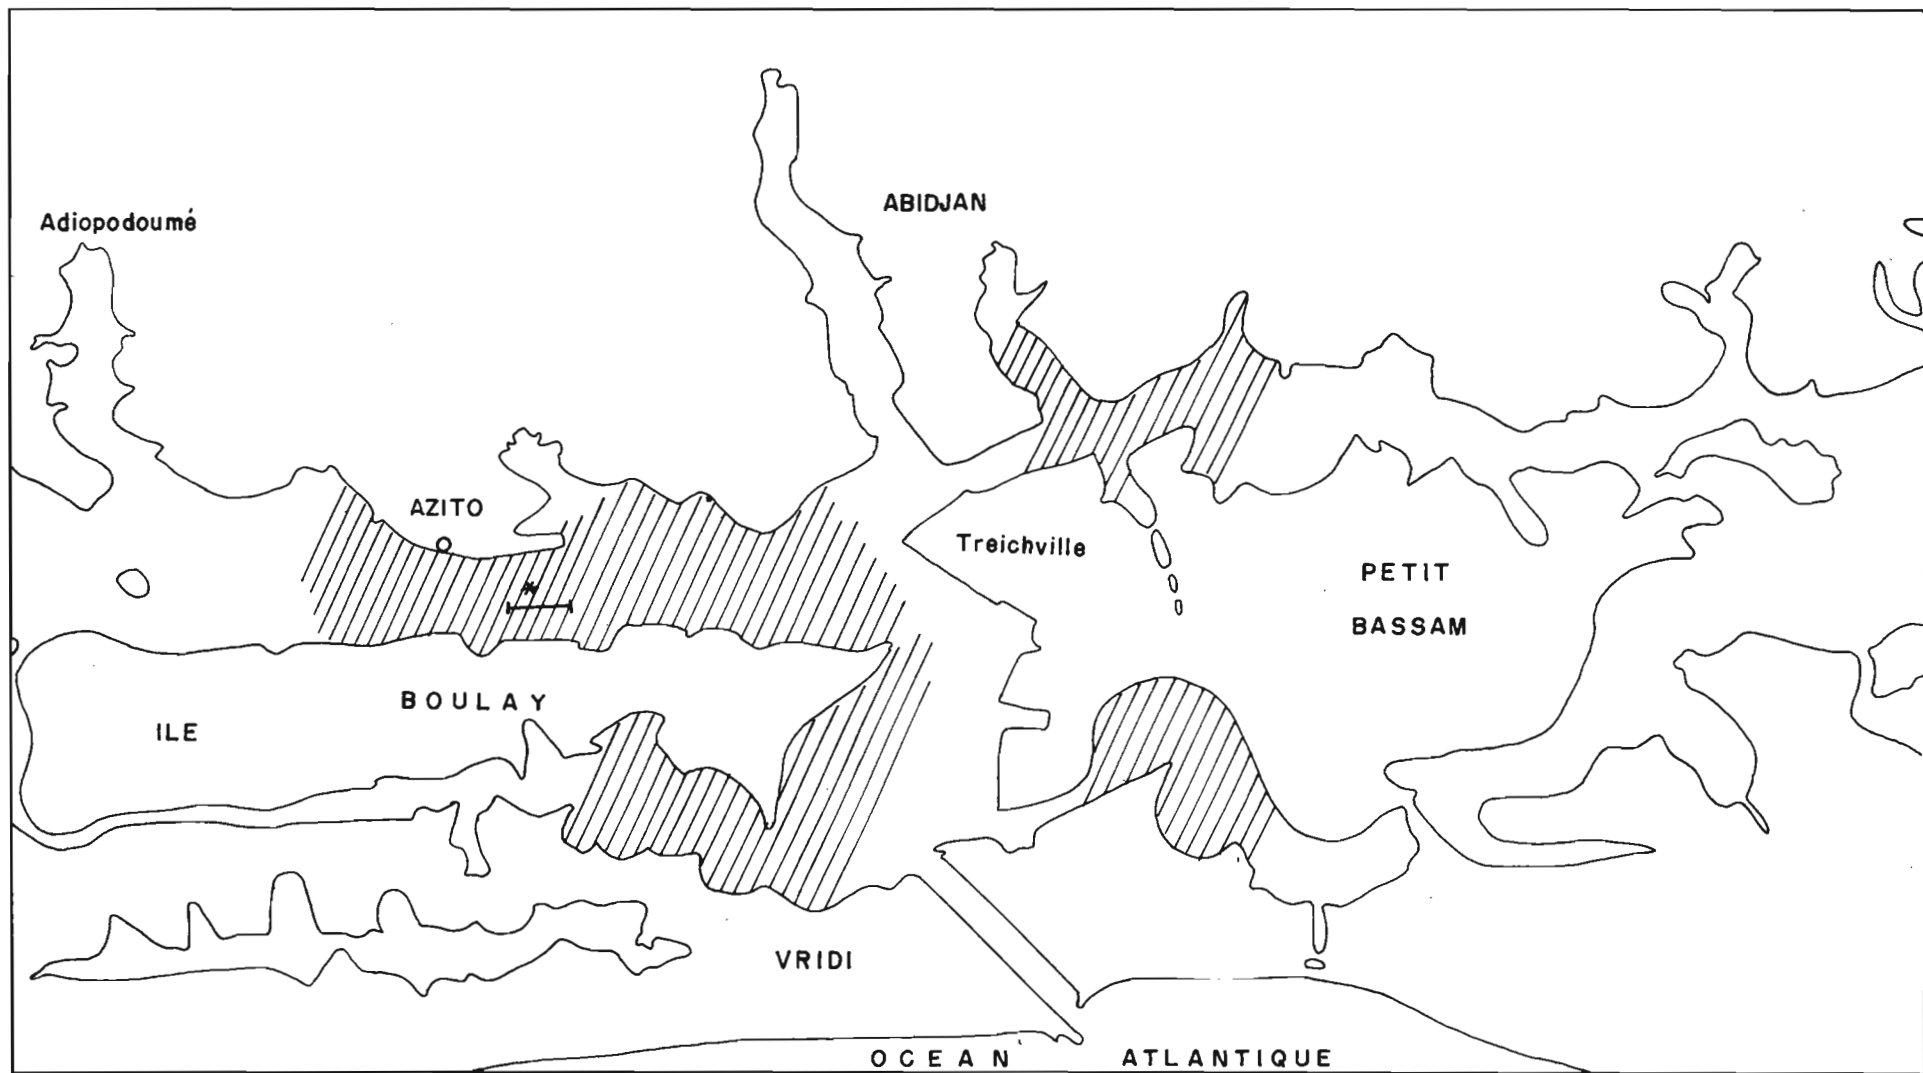 ABIDJAN
Adiopodoumé
AZITO
Treichville
PETIT
BASSAM
BOULAY
ILE
VRIDI
OCEAN ATLANTIQUE